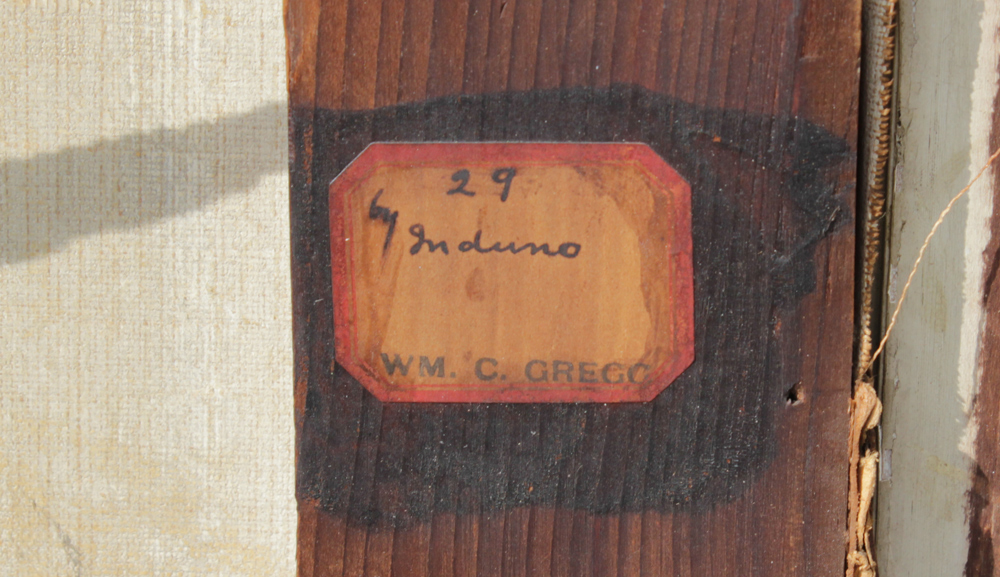 29
by Induno
WM. C. GREGG